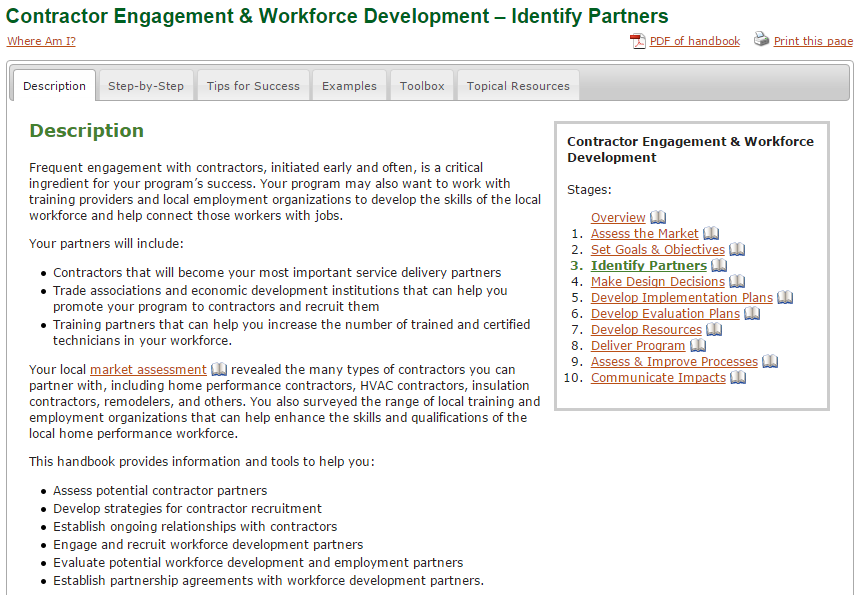 Contractor Engagement & Workforce Development – Identify Partners
Where Am I?
PDF of handbook
Print this page
Description
Step-by-Step
Tips for Success
Examples
Toolbox
Topical Resources
Description
Frequent engagement with contractors, initiated early and often, is a critical
ingredient for your program's success. Your program may also want to work with
training providers and local employment organizations to develop the skills of the local
workforce and help connect those workers with jobs.
Your partners will include:
• Contractors that will become your most important service delivery partners
• Trade associations and economic development institutions that can help you
promote your program to contractors and recruit them
• Training partners that can help you increase the number of trained and certified
technicians in your workforce.
Your local market assessment revealed the many types of contractors you can
partner with, including home performance contractors, HVAC contractors, insulation
contractors, remodelers, and others. You also surveyed the range of local training and
employment organizations that can help enhance the skills and qualifications of the
local home performance workforce.
This handbook provides information and tools to help you:
• Assess potential contractor partners
• Develop strategies for contractor recruitment
• Establish ongoing relationships with contractors
• Engage and recruit workforce development partners
• Evaluate potential workforce development and employment partners
• Establish partnership agreements with workforce development partners.
Contractor Engagement & Workforce
Development
Stages:
Overview
1. Assess the Market
2. Set Goals & Objectives
3. Identify Partners
4. Make Design Decisions
5. Develop Implementation Plans
6. Develop Evaluation Plans
7. Develop Resources
8. Deliver Program
9. Assess & Improve Processes
10. Communicate Impacts